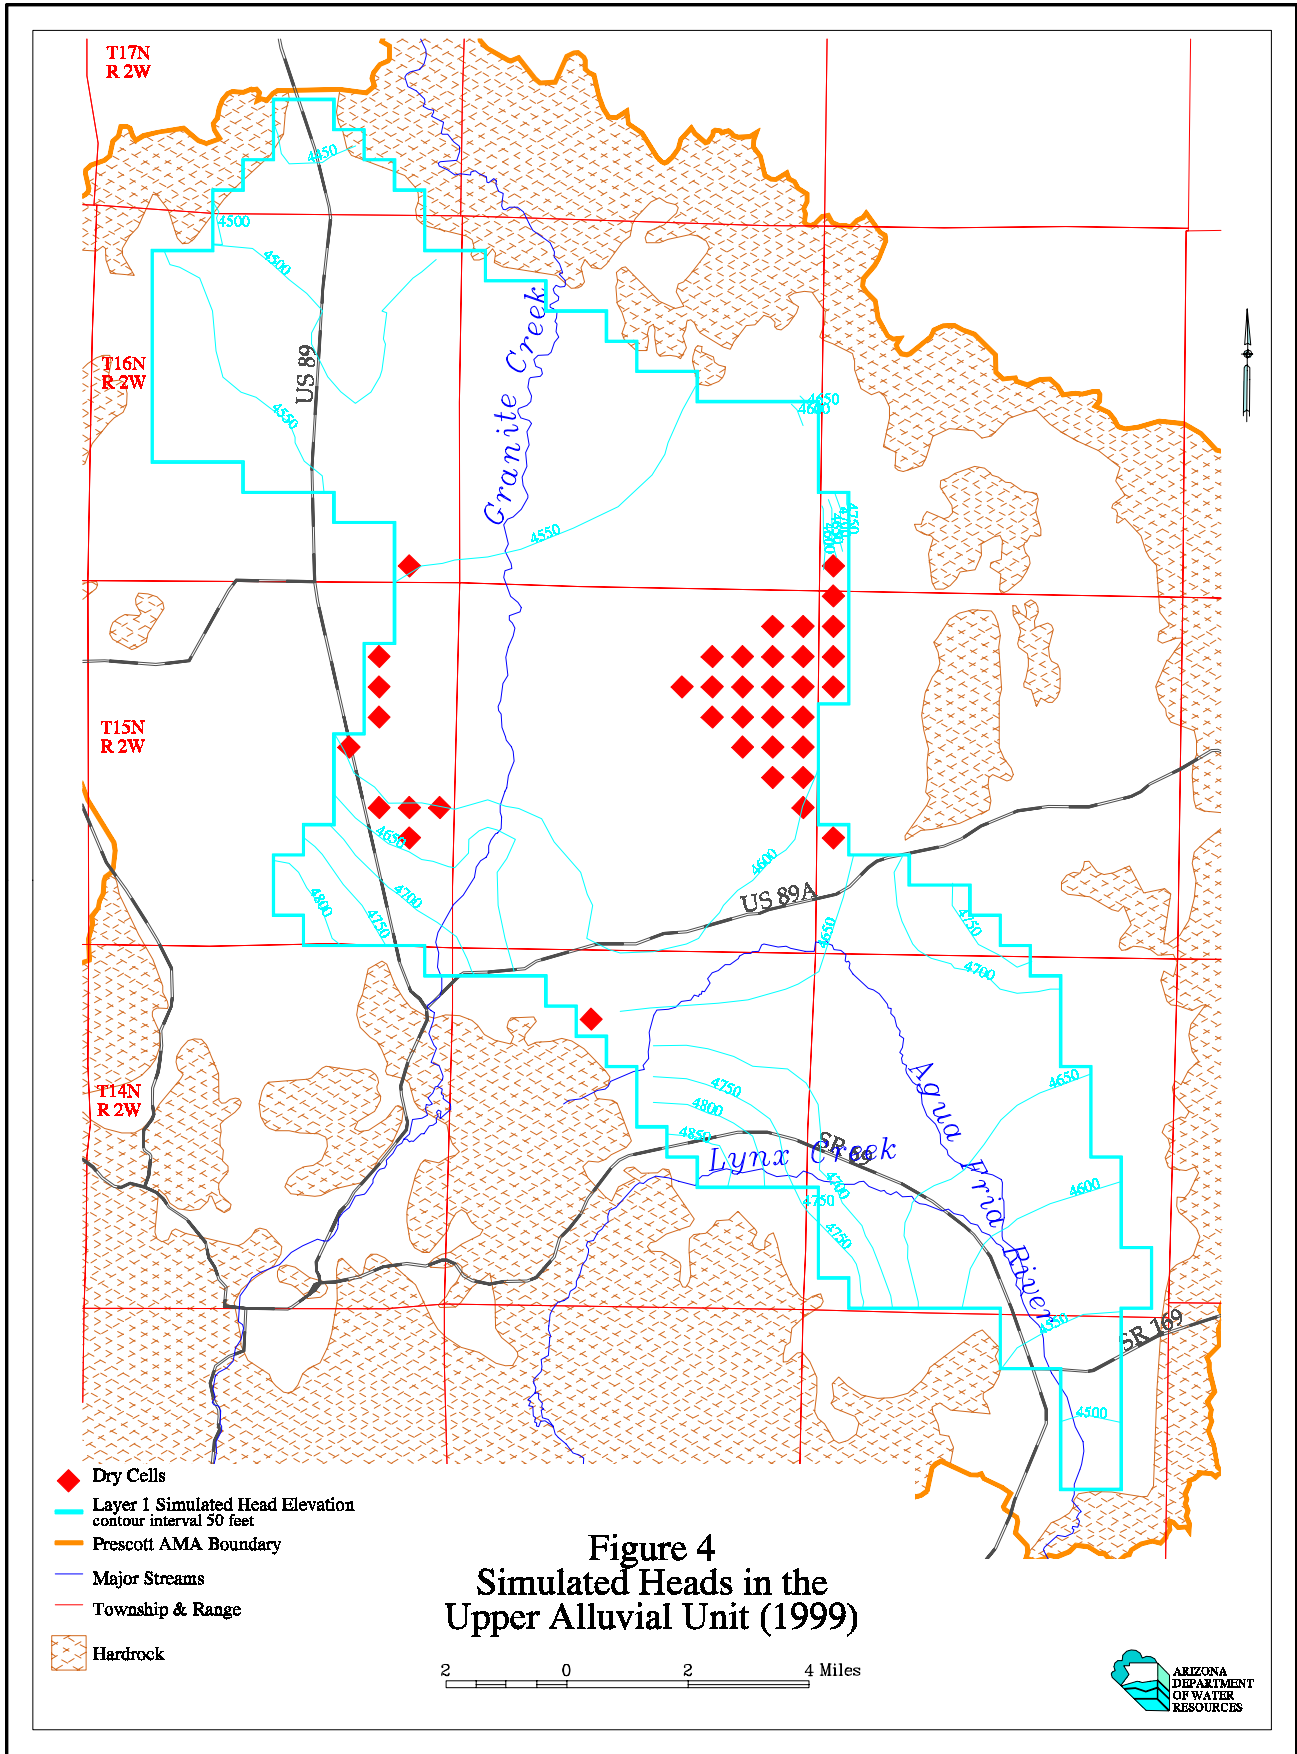 T17N
R 2W
4450
4500
4500
T16N
R 2W
US 89
4550
Granite Creek
4650
4600
4750
4600
4550
T15N
R 2W
4650
4600
4700
4800
4750
US 89A
4650
4750
4700
T14N
R 2W
4750
4800
4850
4650
Agua Fria River
SR 69
Lynx Creek
4700
4750
4750
4600
4550
SR 169
4500
Dry Cells
Layer 1 Simulated Head Elevation
contour interval 50 feet
Prescott AMA Boundary
Major Streams
Township & Range
Hardrock
Figure 4
Simulated Heads in the
Upper Alluvial Unit (1999)
2 0 2 4 Miles
ARIZONA
DEPARTMENT
OF WATER
RESOURCES